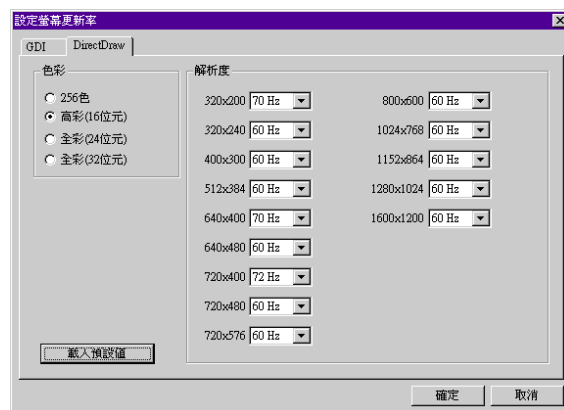 設定螢幕更新率
GDI
DirectDraw
色彩
256色
高彩(16位元)
全彩(24位元)
全彩(32位元)
載入預設值
解析度
320x200 70 Hz
320x240 60 Hz
400x300 60 Hz
512x384 60 Hz
640x400 70 Hz
640x480 60 Hz
720x400 72 Hz
720x480 60 Hz
720x576 60 Hz
800x600 60 Hz
1024x768 60 Hz
1152x864 60 Hz
1280x1024 60 Hz
1600x1200 60 Hz
確定
取消